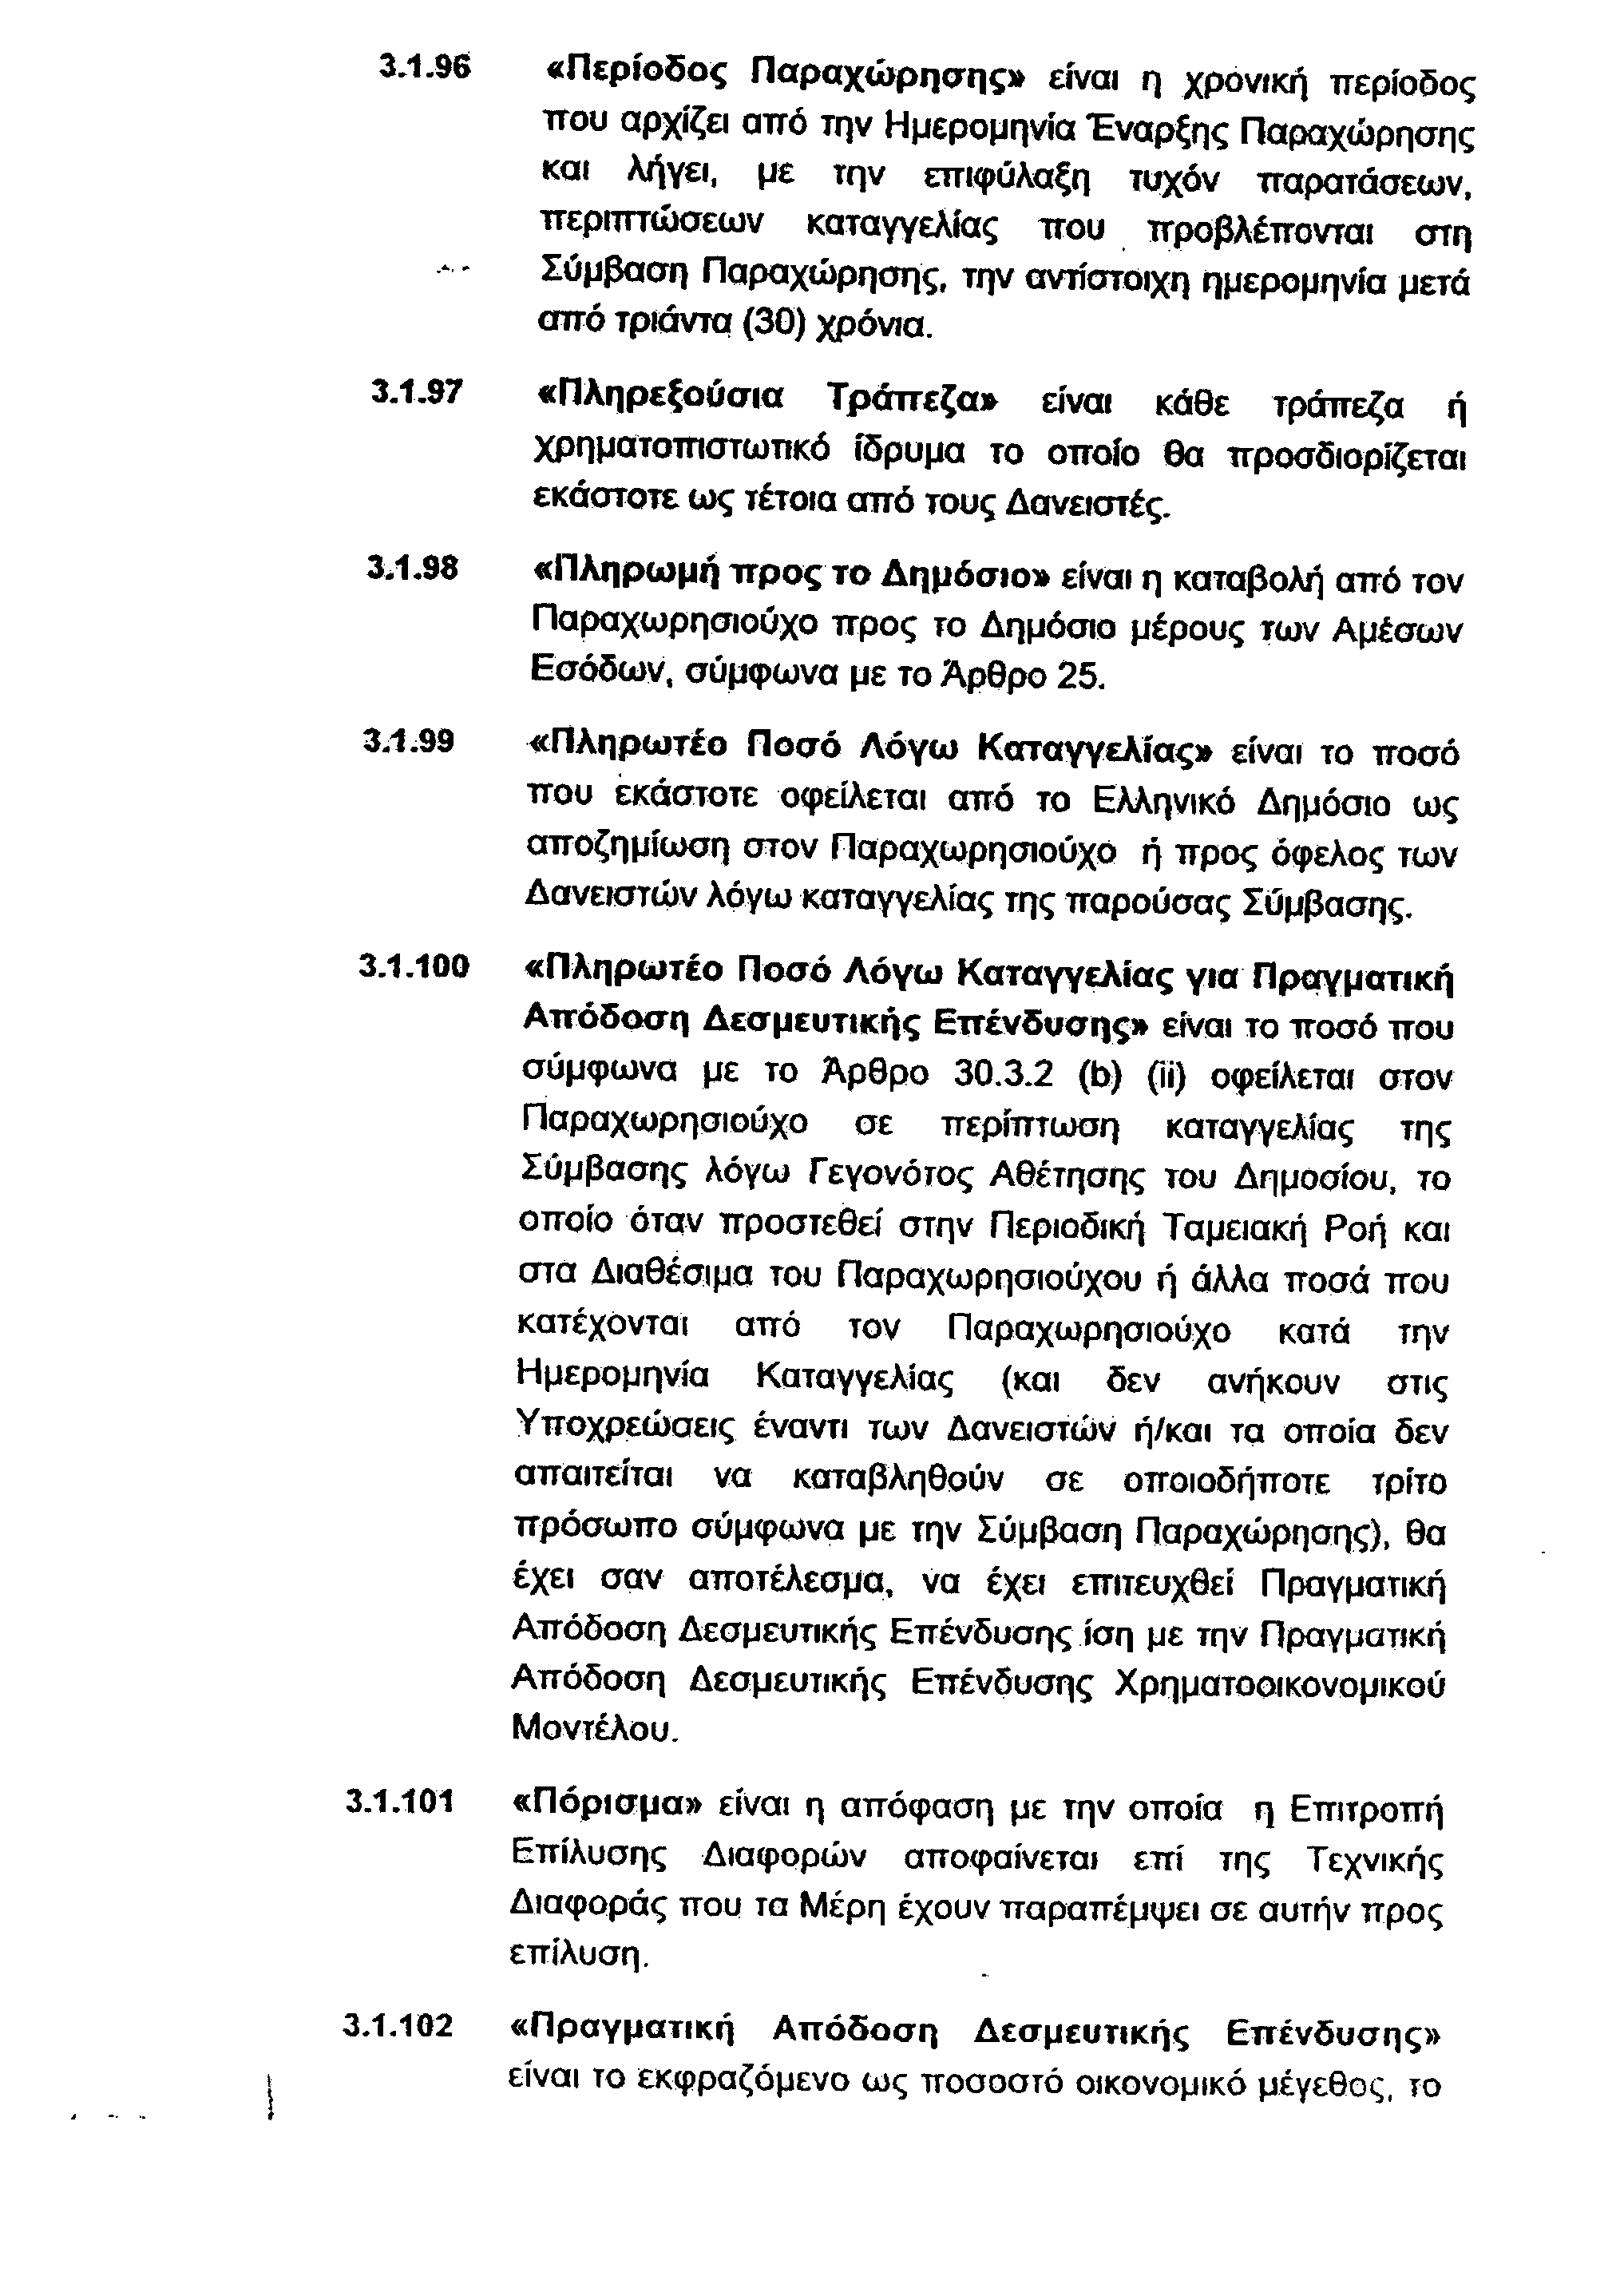 3.1.96 «Περίοδος Παραχώρησης» είναι η χρονική περίοδος
που αρχίζει από την Ημερομηνία Έναρξης Παραχώρησης
και λήγει, με την επιφύλαξη τυχόν παρατάσεων,
περιπτώσεων καταγγελίας που προβλέπονται στη
Σύμβαση Παραχώρησης, την αντίστοιχη ημερομηνία μετά
από τριάντα (30) χρόνια.
3.1.97 «Πληρεξούσια Τράπεζα» είναι κάθε τράπεζα ή
χρηματοπιστωτικό ίδρυμα το οποίο θα προσδιορίζεται
εκάστοτε ως τέτοια από τους Δανειστές.
3.1.98 «Πληρωμή προς το Δημόσιο» είναι η καταβολή από τον
Παραχωρησιούχο προς το Δημόσιο μέρους των Αμέσων
Εσόδων, σύμφωνα με το Άρθρο 25.
3.1.99 «Πληρωτέο Ποσό Λόγω Καταγγελίας» είναι το ποσό
που εκάστοτε οφείλεται από το Ελληνικό Δημόσιο ως
αποζημίωση στον Παραχωρησιούχο ή προς όφελος των
Δανειστών λόγω καταγγελίας της παρούσας Σύμβασης.
3.1.100 «Πληρωτέο Ποσό Λόγω Καταγγελίας για Πραγματική
Απόδοση Δεσμευτικής Επένδυσης» είναι το ποσό που
σύμφωνα με το Άρθρο 30.3.2 (b) (ii) οφείλεται στον
Παραχωρησιούχο σε περίπτωση καταγγελίας της
Σύμβασης λόγω Γεγονότος Αθέτησης του Δημοσίου, το
οποίο όταν προστεθεί στην Περιοδική Ταμειακή Ροή και
στα Διαθέσιμα του Παραχωρησιούχου ή άλλα ποσά που
κατέχονται από τον Παραχωρησιούχο κατά την
Ημερομηνία Καταγγελίας (και δεν ανήκουν στις
Υποχρεώσεις έναντι των Δανειστών ή/και τα οποία δεν
απαιτείται να καταβληθούν σε οποιοδήποτε τρίτο
πρόσωπο σύμφωνα με την Σύμβαση Παραχώρησης), θα
έχει σαν αποτέλεσμα, να έχει επιτευχθεί Πραγματική
Απόδοση Δεσμευτικής Επένδυσης ίση με την Πραγματική
Απόδοση Δεσμευτικής Επένδυσης Χρηματοοικονομικού
Μοντέλου.
3.1.101 «Πόρισμα» είναι η απόφαση με την οποία η Επιτροπή
Επίλυσης Διαφορών αποφαίνεται επί της Τεχνικής
Διαφοράς που τα Μέρη έχουν παραπέμψει σε αυτήν προς
επίλυση.
3.1.102 «Πραγματική Απόδοση Δεσμευτικής Επένδυσης»
είναι το εκφραζόμενο ως ποσοστό οικονομικό μέγεθος, το